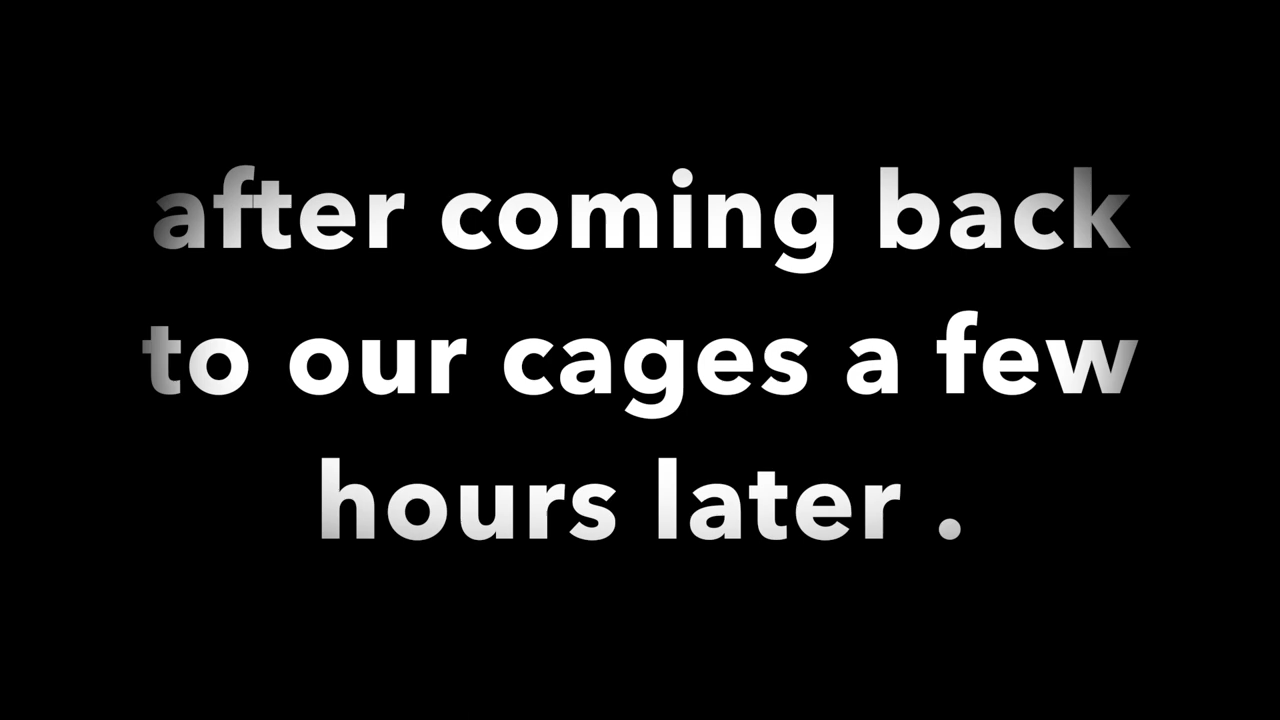 after coming back
to our cages a few
hours later .